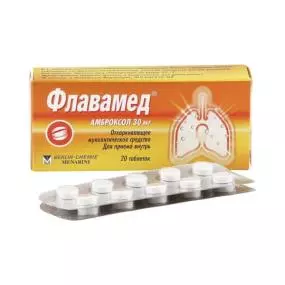 Флавамед®
АМБРОКСОЛ 30 мг
Отхаркивающее
муколитическое средство
Для приема внутрь
BERLIN-CHEMIE
MENARINI
20 таблеток